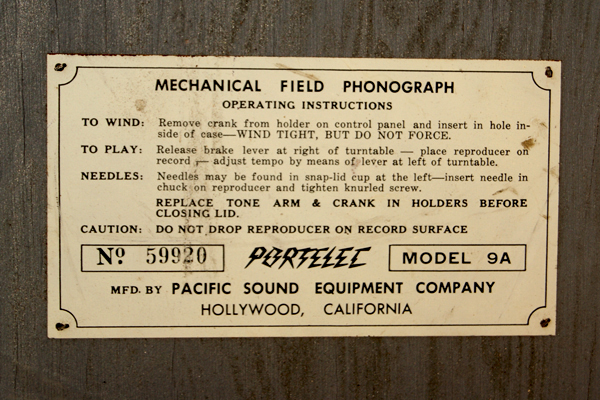 MECHANICAL FIELD PHONOGRAPH
OPERATING INSTRUCTIONS
TO WIND: Remove crank from holder on control panel and insert in hole in-
side of case—WIND TIGHT, BUT DO NOT FORCE.
TO PLAY: Release brake lever at right of turntable — place reproducer on
record — adjust tempo by means of lever at left of turntable.
NEEDLES: Needles may be found in snap-lid cup at the left—insert needle in
chuck on reproducer and tighten knurled screw.
REPLACE TONE ARM & CRANK IN HOLDERS BEFORE
CLOSING LID.
CAUTION: DO NOT DROP REPRODUCER ON RECORD SURFACE
No 59920 PORTELEC MODEL 9A
MFD. BY PACIFIC SOUND EQUIPMENT COMPANY
HOLLYWOOD, CALIFORNIA